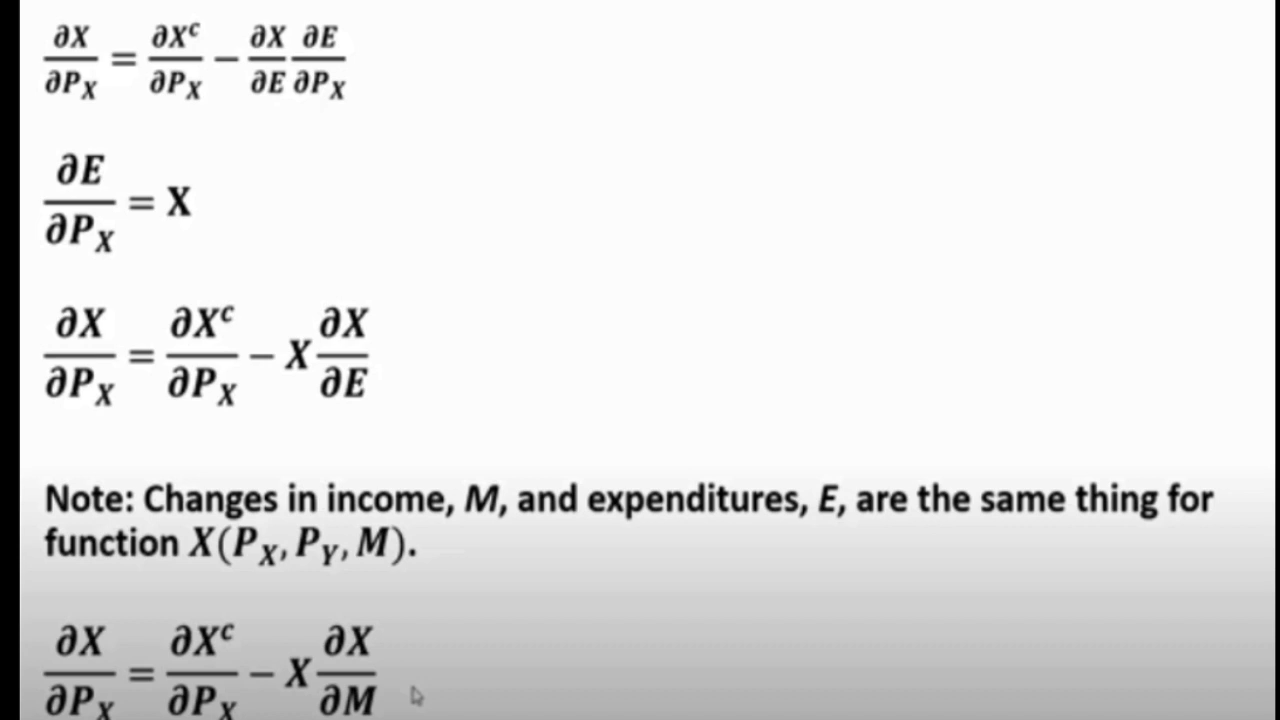 ∂X/∂P_X = ∂X^c/∂P_X − ∂X/∂E ∂E/∂P_X
∂E/∂P_X = X
∂X/∂P_X = ∂X^c/∂P_X − X ∂X/∂E
Note: Changes in income, M, and expenditures, E, are the same thing for
function X(P_X, P_Y, M).
∂X/∂P_X = ∂X^c/∂P_X − X ∂X/∂M